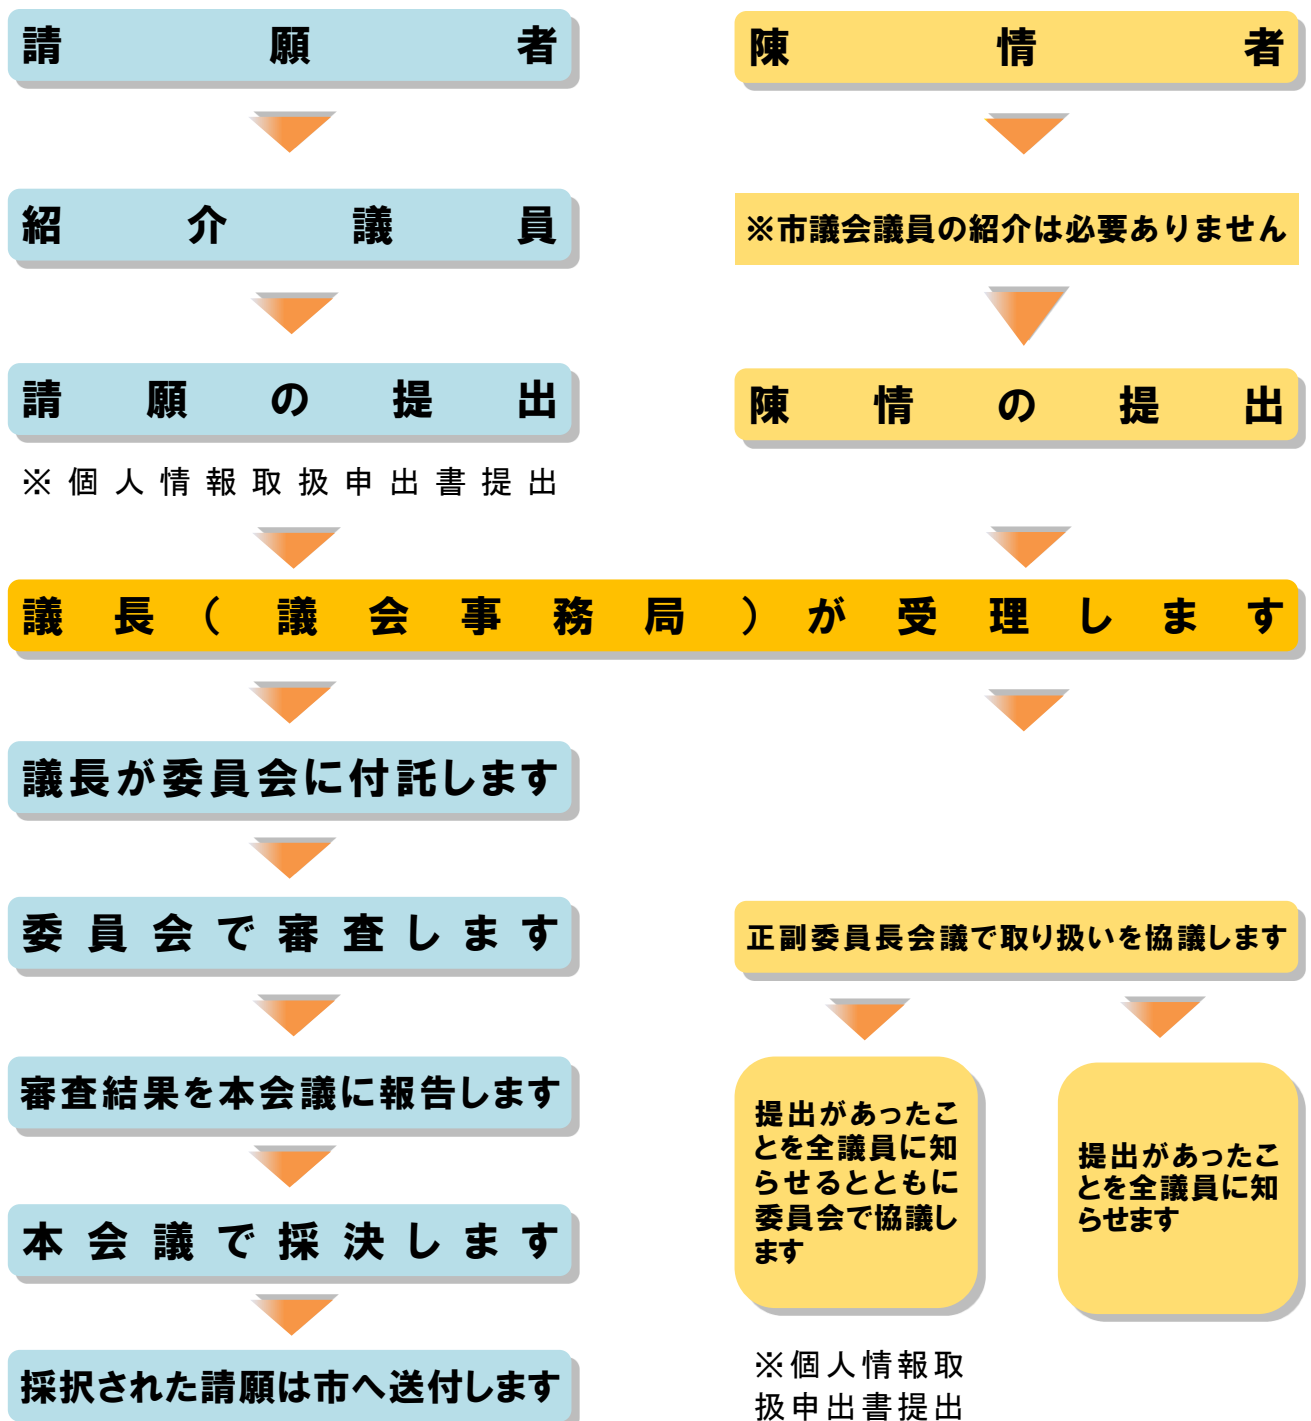 請願者
陳情者
紹介議員
※市議会議員の紹介は必要ありません
請願の提出
陳情の提出
※個人情報取扱申出書提出
議長(議会事務局)が受理します
議長が委員会に付託します
委員会で審査します
正副委員長会議で取り扱いを協議します
審査結果を本会議に報告します
本会議で採決します
採択された請願は市へ送付します
提出があったこ
とを全議員に知
らせるとともに
委員会で協議し
ます
提出があったこ
とを全議員に知
らせます
※個人情報取
扱申出書提出